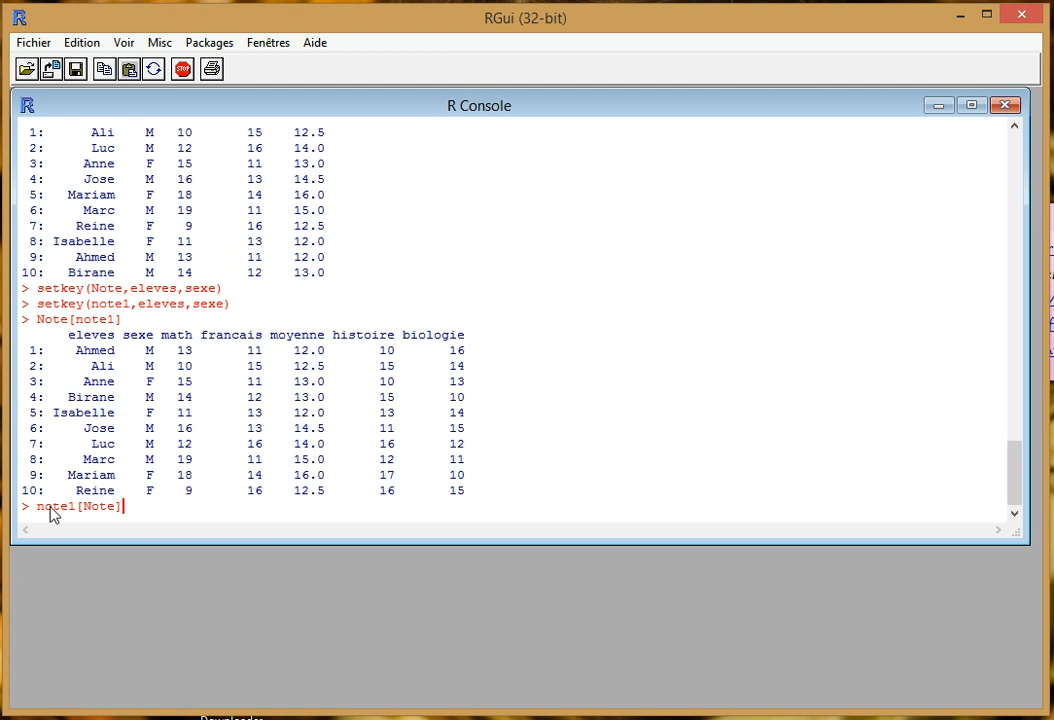 RGui (32-bit)
Fichier Edition Voir Misc Packages Fenêtres Aide
STOP
R Console
1: Ali M 10 15 12.5
2: Luc M 12 16 14.0
3: Anne F 15 11 13.0
4: Jose M 16 13 14.5
5: Mariam F 18 14 16.0
6: Marc M 19 11 15.0
7: Reine F 9 16 12.5
8: Isabelle F 11 13 12.0
9: Ahmed M 13 11 12.0
10: Birane M 14 12 13.0
> setkey(Note,eleves,sexe)
> setkey(note1,eleves,sexe)
> Note[note1]
eleves sexe math francais moyenne histoire biologie
1: Ahmed M 13 11 12.0 10 16
2: Ali M 10 15 12.5 15 14
3: Anne F 15 11 13.0 10 13
4: Birane M 14 12 13.0 15 10
5: Isabelle F 11 13 12.0 13 14
6: Jose M 16 13 14.5 11 15
7: Luc M 12 16 14.0 16 12
8: Marc M 19 11 15.0 12 11
9: Mariam F 18 14 16.0 17 10
10: Reine F 9 16 12.5 16 15
> note1[Note]